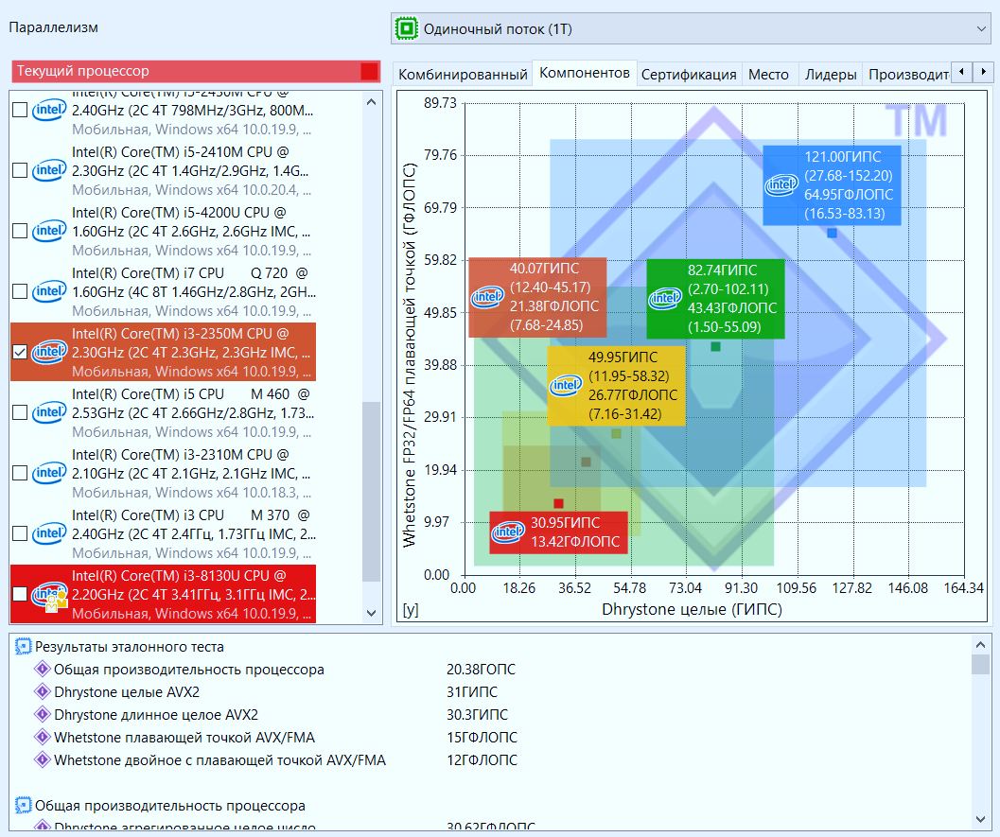 Параллелизм
Одиночный поток (1T)
Текущий процессор
Комбинированный
Компонентов
Сертификация
Место
Лидеры
Производит
Intel(R) Core(TM) i3-2430M CPU @
2.40GHz (2C 4T 798MHz/3GHz, 800M...
Мобильная, Windows x64 10.0.19.9, ...
Intel(R) Core(TM) i5-2410M CPU @
2.30GHz (2C 4T 1.4GHz/2.9GHz, 1.4G...
Мобильная, Windows x64 10.0.20.4, ...
Intel(R) Core(TM) i5-4200U CPU @
1.60GHz (2C 4T 2.6GHz, 2.6GHz IMC, ...
Мобильная, Windows x64 10.0.19.9, ...
Intel(R) Core(TM) i7 CPU Q 720 @
1.60GHz (4C 8T 1.46GHz/2.8GHz, 2GH...
Мобильная, Windows x64 10.0.19.9, ...
Intel(R) Core(TM) i3-2350M CPU @
2.30GHz (2C 4T 2.3GHz, 2.3GHz IMC, ...
Мобильная, Windows x64 10.0.19.9, ...
Intel(R) Core(TM) i5 CPU M 460 @
2.53GHz (2C 4T 2.66GHz/2.8GHz, 1.73...
Мобильная, Windows x64 10.0.19.9, ...
Intel(R) Core(TM) i3-2310M CPU @
2.10GHz (2C 4T 2.1GHz, 2.1GHz IMC, ...
Мобильная, Windows x64 10.0.18.3, ...
Intel(R) Core(TM) i3 CPU M 370 @
2.40GHz (2C 4T 2.4ГГц, 1.73ГГц IMC, 2...
Мобильная, Windows x64 10.0.19.9, ...
Intel(R) Core(TM) i3-8130U CPU @
2.20GHz (2C 4T 3.41ГГц, 3.1ГГц IMC, 2...
Мобильная, Windows x64 10.0.19.9, ...
TM
Whetstone FP32/FP64 плавающей точкой (ГФЛОПС)
89.73
79.76
69.79
59.82
49.85
39.88
29.91
19.94
9.97
0.00
intel
121.00ГИПС
(27.68-152.20)
64.95ГФЛОПС
(16.53-83.13)
intel
40.07ГИПС
(12.40-45.17)
21.38ГФЛОПС
(7.68-24.85)
intel
82.74ГИПС
(2.70-102.11)
43.43ГФЛОПС
(1.50-55.09)
intel
49.95ГИПС
(11.95-58.32)
26.77ГФЛОПС
(7.16-31.42)
intel
30.95ГИПС
13.42ГФЛОПС
0.00 18.26 36.52 54.78 73.04 91.30 109.56 127.82 146.08 164.34
[y]
Dhrystone целые (ГИПС)
Результаты эталонного теста
Общая производительность процессора 20.38ГОПС
Dhrystone целые AVX2 31ГИПС
Dhrystone длинное целое AVX2 30.3ГИПС
Whetstone плавающей точкой AVX/FMA 15ГФЛОПС
Whetstone двойное с плавающей точкой AVX/FMA 12ГФЛОПС
Общая производительность процессора
Dhrystone агрегированное целое число 30.62ГФЛОПС